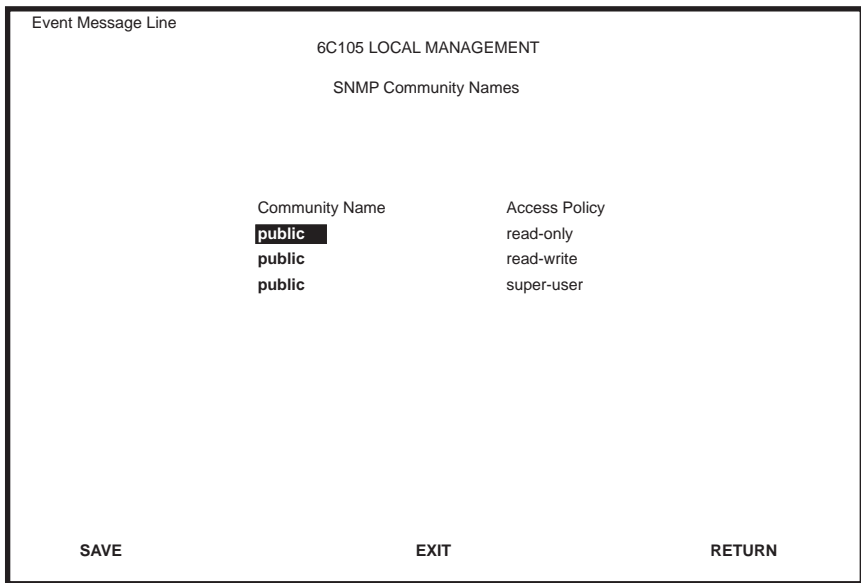 Event Message Line
6C105 LOCAL MANAGEMENT
SNMP Community Names
Community Name Access Policy
public read-only
public read-write
public super-user
SAVE EXIT RETURN